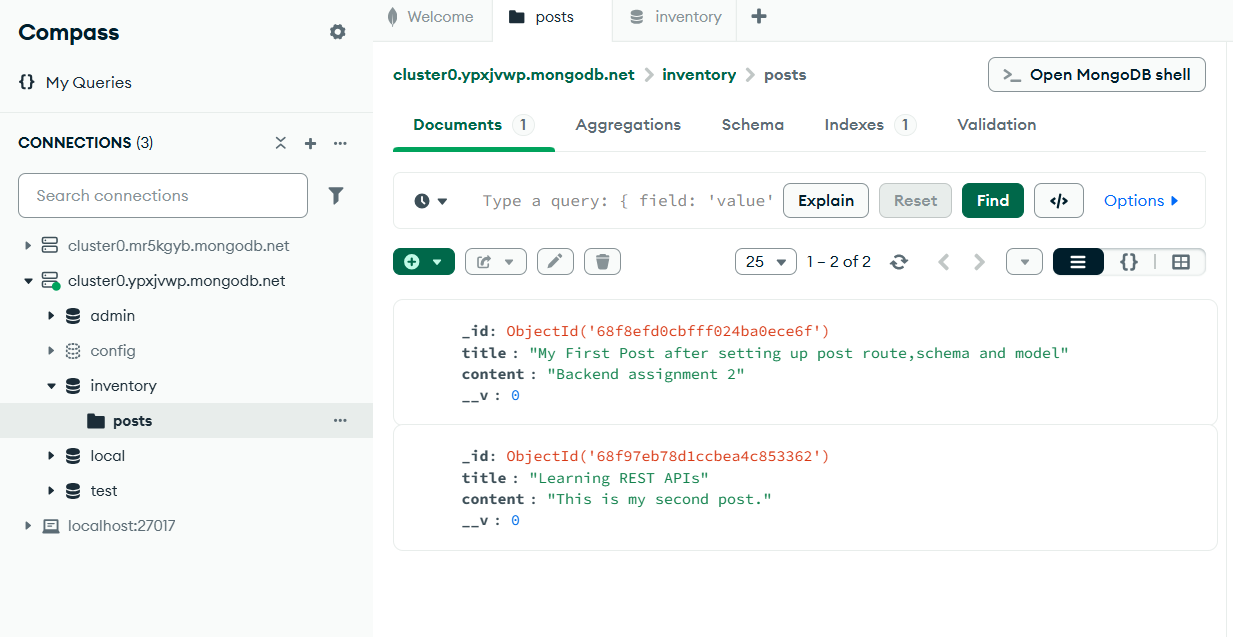 Compass
My Queries
CONNECTIONS (3)
Search connections
cluster0.mr5kgyb.mongodb.net
cluster0.ypxjvwp.mongodb.net
admin
config
inventory
posts
local
test
localhost:27017
Welcome
posts
inventory
cluster0.ypxjvwp.mongodb.net > inventory > posts
>_ Open MongoDB shell
Documents 1 Aggregations Schema Indexes 1 Validation
Type a query: { field: 'value' Explain Reset Find </> Options
25 1 – 2 of 2 {}
_id: ObjectId('68f8efd0cbfff024ba0ece6f')
title : "My First Post after setting up post route,schema and model"
content : "Backend assignment 2"
__v : 0
_id: ObjectId('68f97eb78d1ccbea4c853362')
title : "Learning REST APIs"
content : "This is my second post."
__v : 0